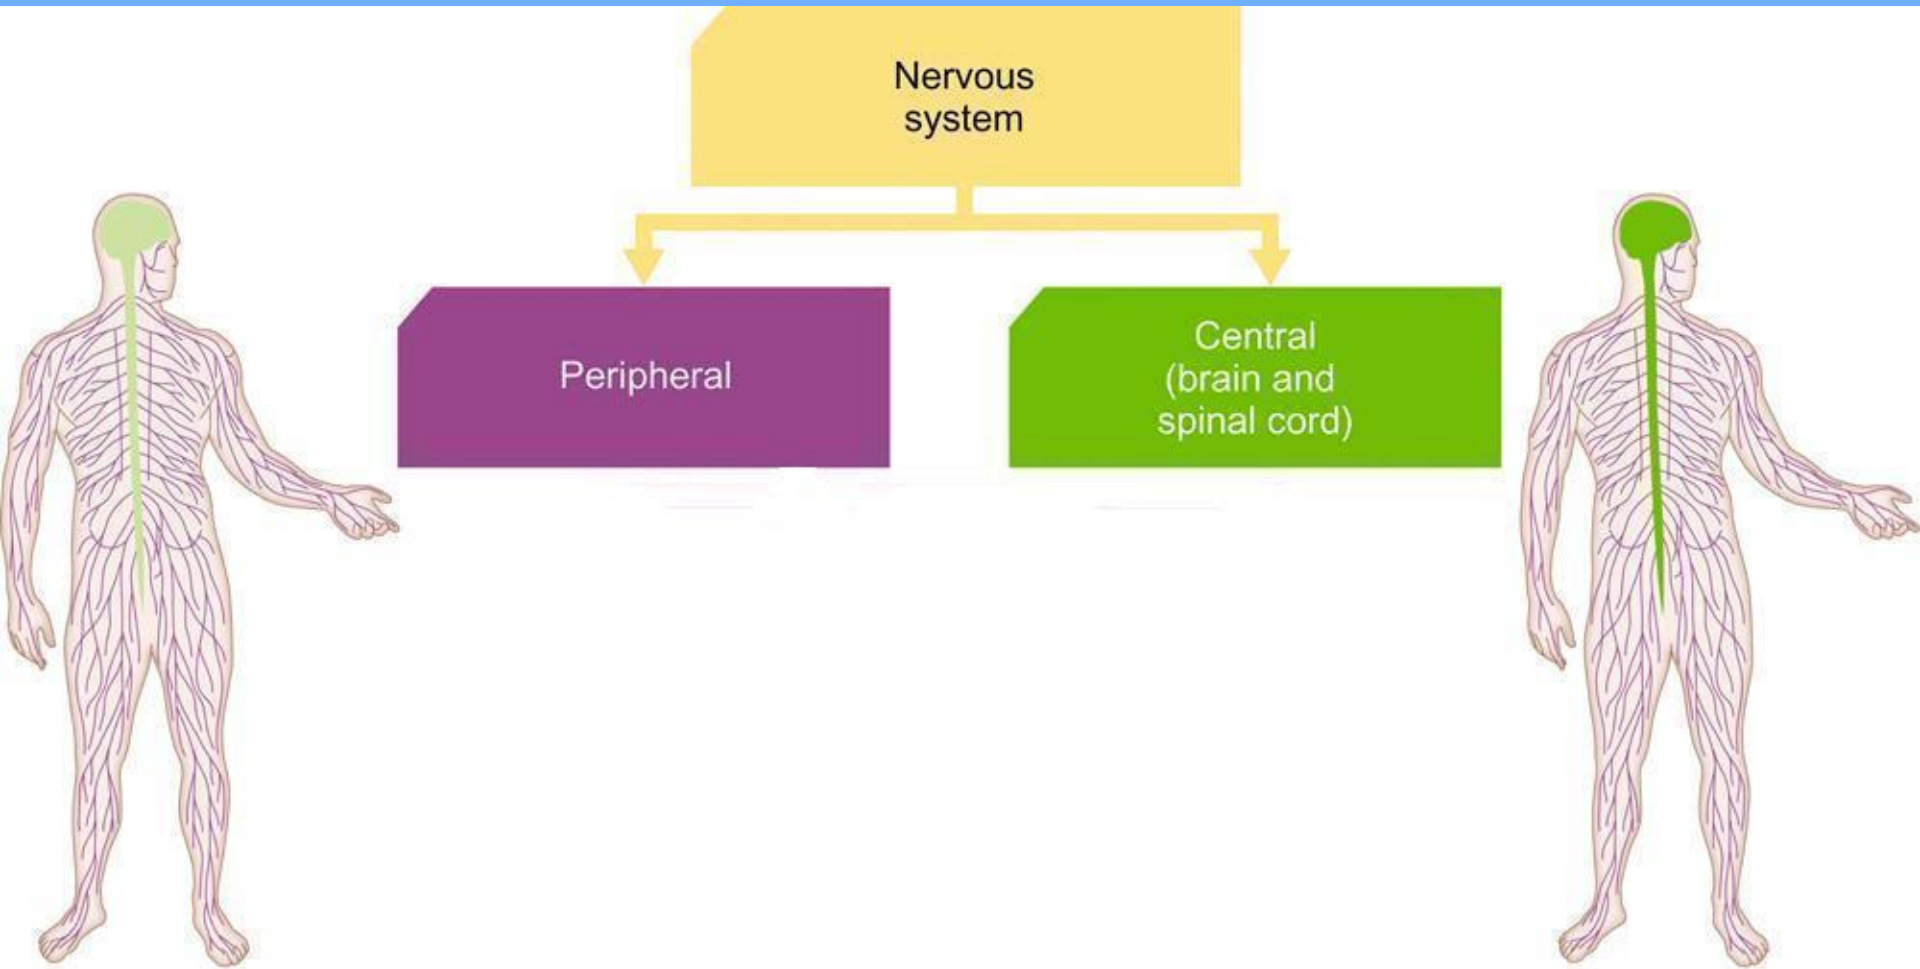 Nervous
system
Peripheral
Central
(brain and
spinal cord)